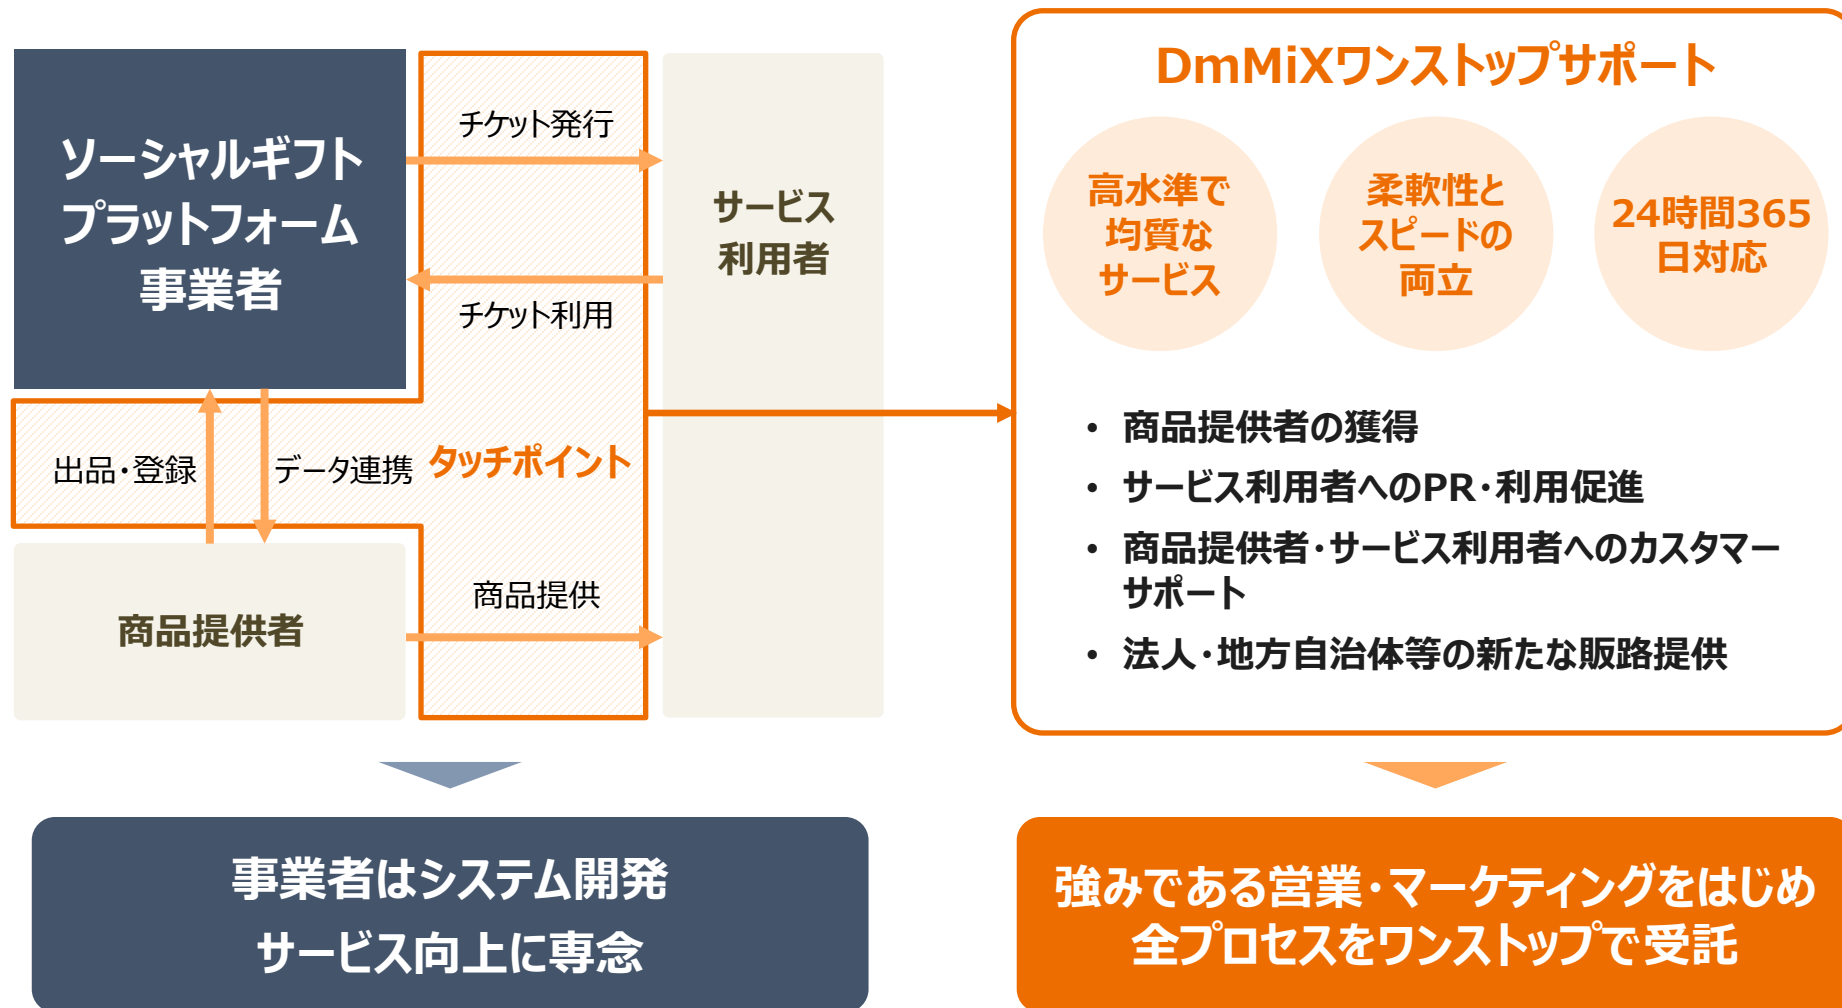 ソーシャルギフト
プラットフォーム
事業者
チケット発行
チケット利用
サービス
利用者
出品・登録
データ連携
タッチポイント
商品提供者
商品提供
事業者はシステム開発
サービス向上に専念
DmMiXワンストップサポート
高水準で
均質な
サービス
柔軟性と
スピードの
両立
24時間365
日対応
• 商品提供者の獲得
• サービス利用者へのPR・利用促進
• 商品提供者・サービス利用者へのカスタマー
サポート
• 法人・地方自治体等の新たな販路提供
強みである営業・マーケティングをはじめ
全プロセスをワンストップで受託